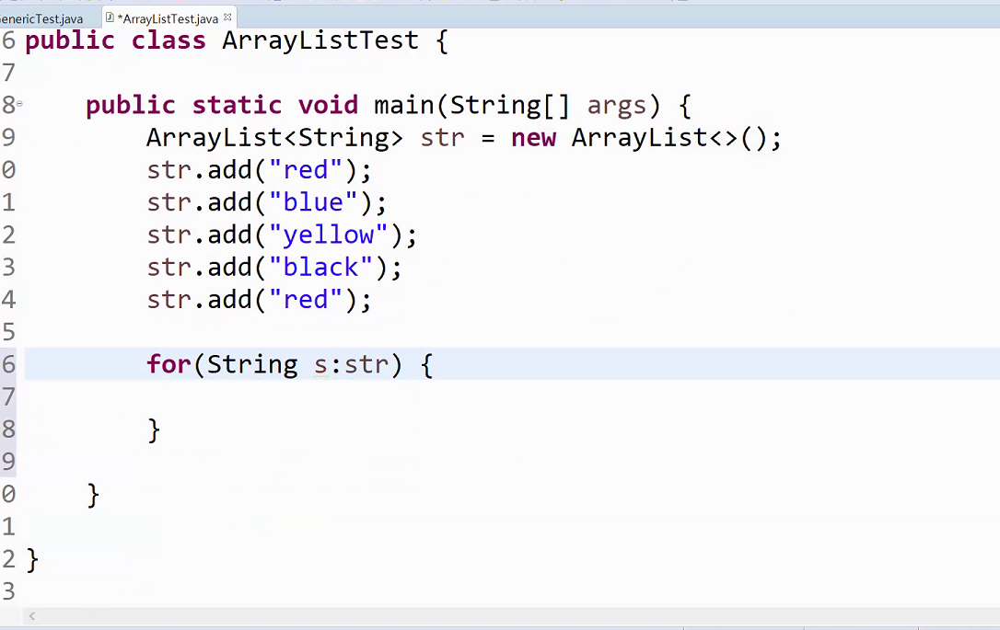 enericTest.java *ArrayListTest.java
6 public class ArrayListTest {
7
8 public static void main(String[] args) {
9 ArrayList<String> str = new ArrayList<>();
0 str.add("red");
1 str.add("blue");
2 str.add("yellow");
3 str.add("black");
4 str.add("red");
5
6 for(String s:str) {
7
8 }
9
0 }
1
2 }
3